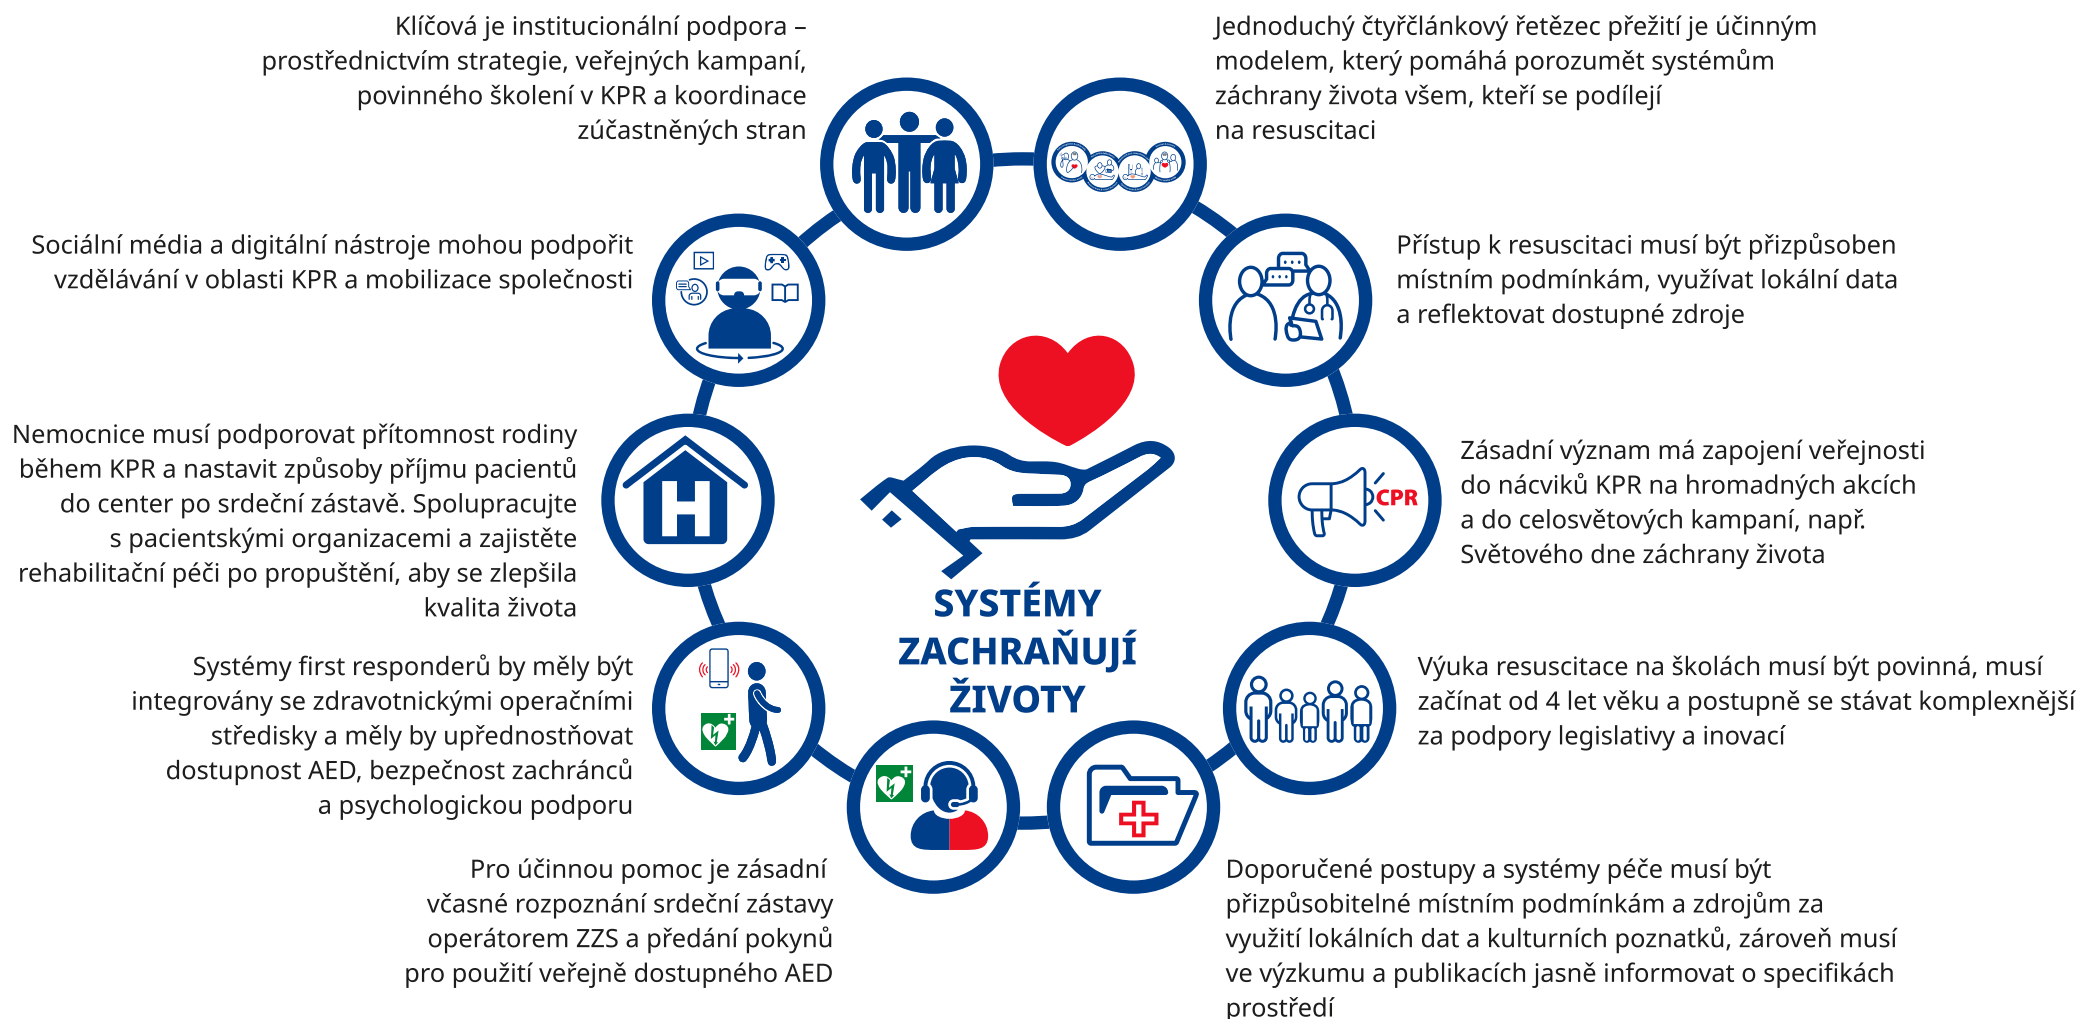 Klíčová je institucionální podpora –
prostřednictvím strategie, veřejných kampaní,
povinného školení v KPR a koordinace
zúčastněných stran
Jednoduchý čtyřčlánkový řetězec přežití je účinným
modelem, který pomáhá porozumět systémům
záchrany života všem, kteří se podílejí
na resuscitaci
Sociální média a digitální nástroje mohou podpořit
vzdělávání v oblasti KPR a mobilizace společnosti
Přístup k resuscitaci musí být přizpůsoben
místním podmínkám, využívat lokální data
a reflektovat dostupné zdroje
Nemocnice musí podporovat přítomnost rodiny
během KPR a nastavit způsoby příjmu pacientů
do center po srdeční zástavě. Spolupracujte
s pacientskými organizacemi a zajistěte
rehabilitační péči po propuštění, aby se zlepšila
kvalita života
H
CPR
Zásadní význam má zapojení veřejnosti
do nácviků KPR na hromadných akcích
a do celosvětových kampaní, např.
Světového dne záchrany života
SYSTÉMY
ZACHRAŇUJÍ
ŽIVOTY
Systémy first responderů by měly být
integrovány se zdravotnickými operačními
středisky a měly by upřednostňovat
dostupnost AED, bezpečnost zachránců
a psychologickou podporu
Výuka resuscitace na školách musí být povinná, musí
začínat od 4 let věku a postupně se stávat komplexnější
za podpory legislativy a inovací
Pro účinnou pomoc je zásadní
včasné rozpoznání srdeční zástavy
operátorem ZZS a předání pokynů
pro použití veřejně dostupného AED
Doporučené postupy a systémy péče musí být
přizpůsobitelné místním podmínkám a zdrojům za
využití lokálních dat a kulturních poznatků, zároveň musí
ve výzkumu a publikacích jasně informovat o specifikách
prostředí